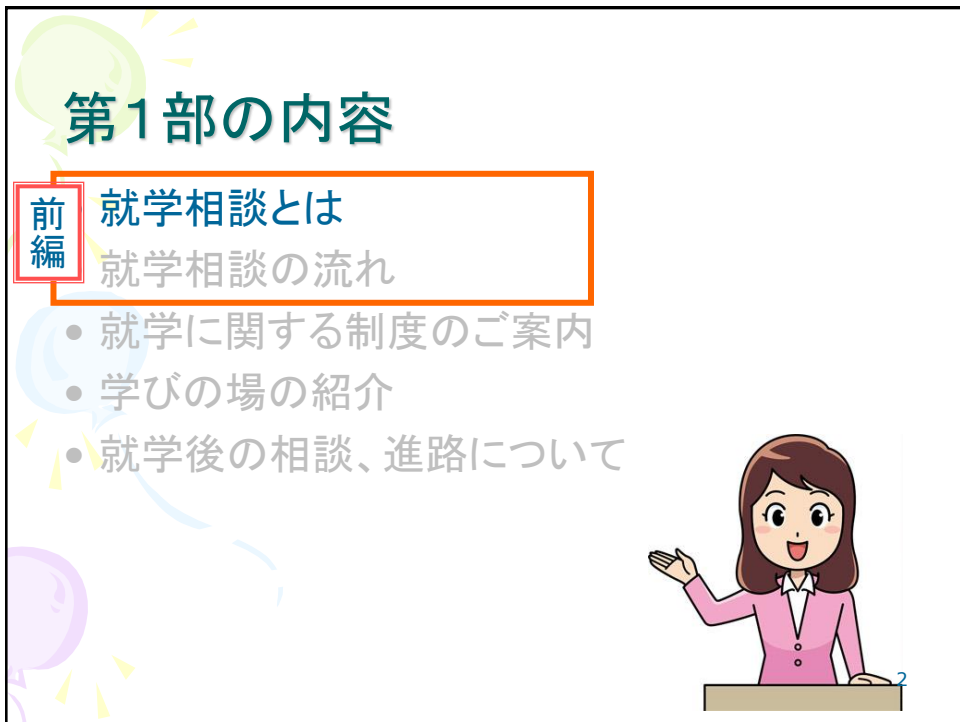 第１部の内容
前編
就学相談とは
就学相談の流れ
• 就学に関する制度のご案内
• 学びの場の紹介
• 就学後の相談、進路について
2